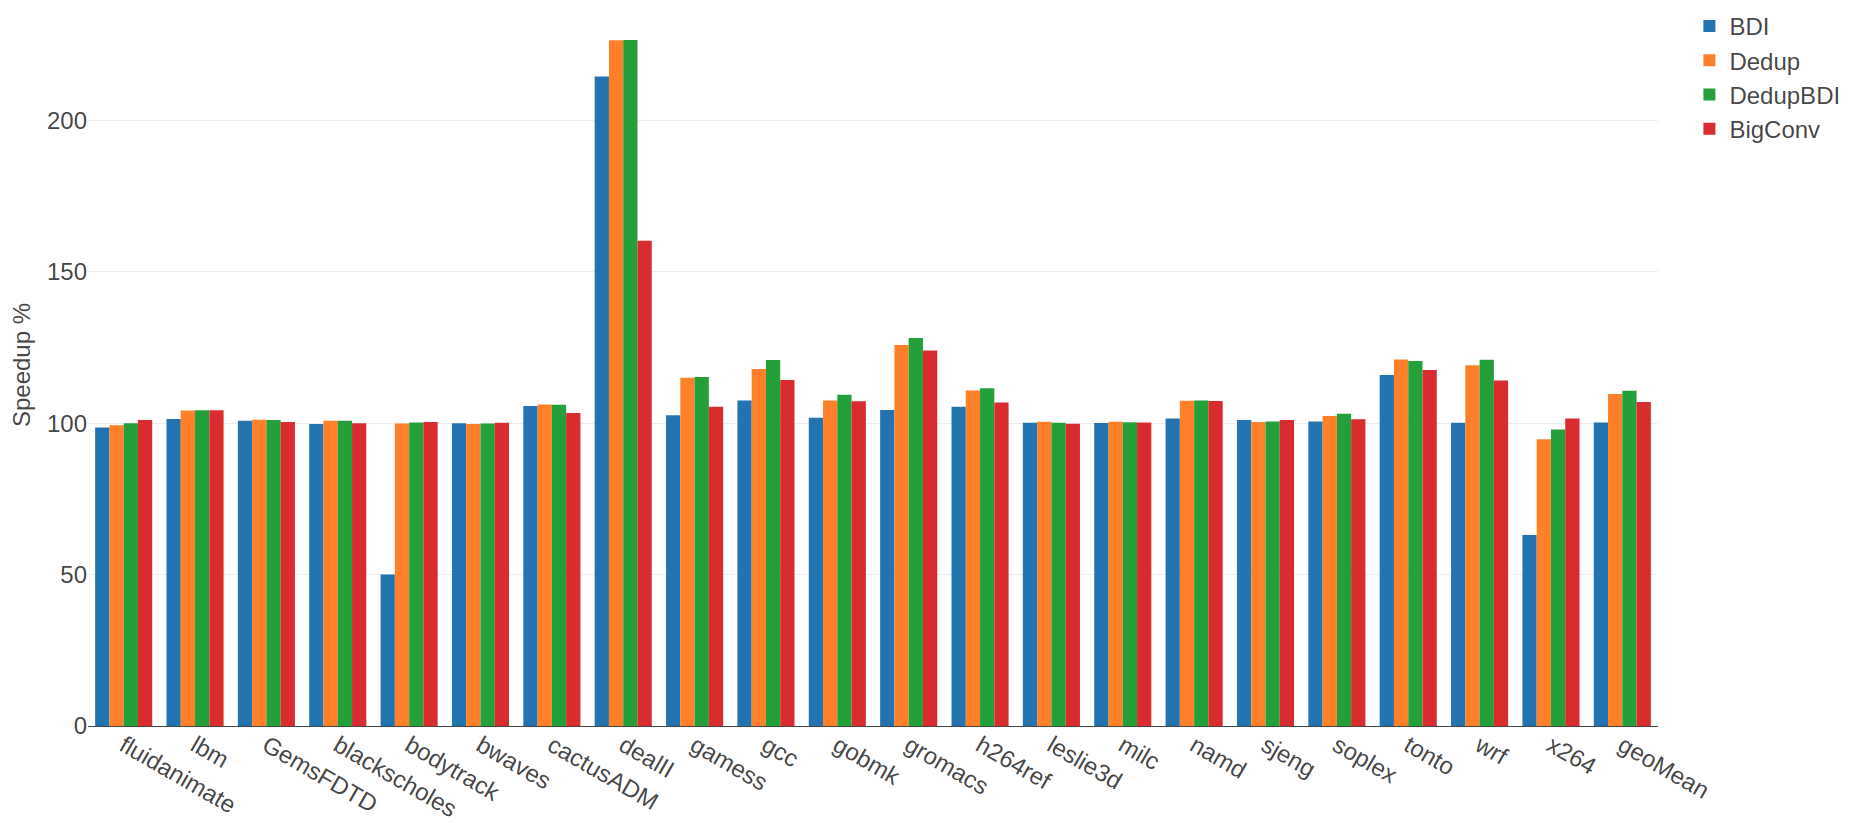 BDI
Dedup
DedupBDI
BigConv
Speedup %
200
150
100
50
0
fluidanimate
lbm
GemsFDTD
blackscholes
bodytrack
bwaves
cactusADM
dealII
gamess
gcc
gobmk
gromacs
h264ref
leslie3d
milc
namd
sjeng
soplex
tonto
wrf
x264
geoMean